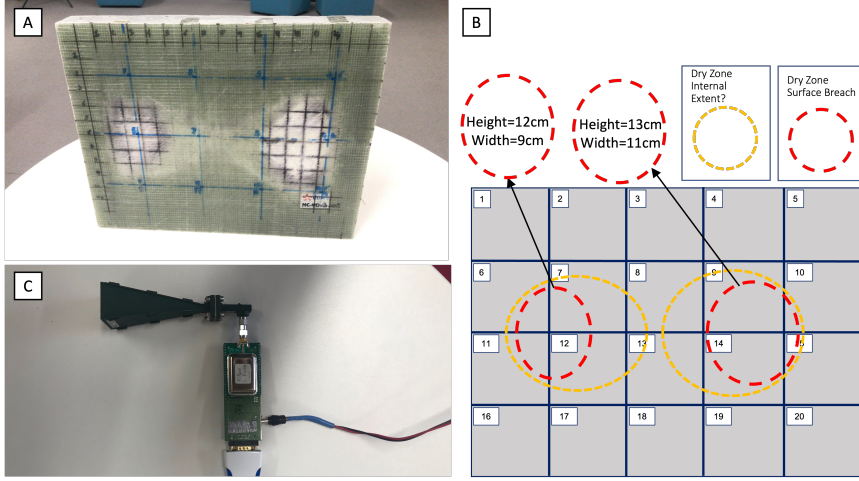 A
B
Dry Zone
Internal
Extent?
Dry Zone
Surface Breach
Height=12cm
Width=9cm
Height=13cm
Width=11cm
1
2
3
4
5
6
7
8
9
10
C
11
12
13
14
15
16
17
18
19
20